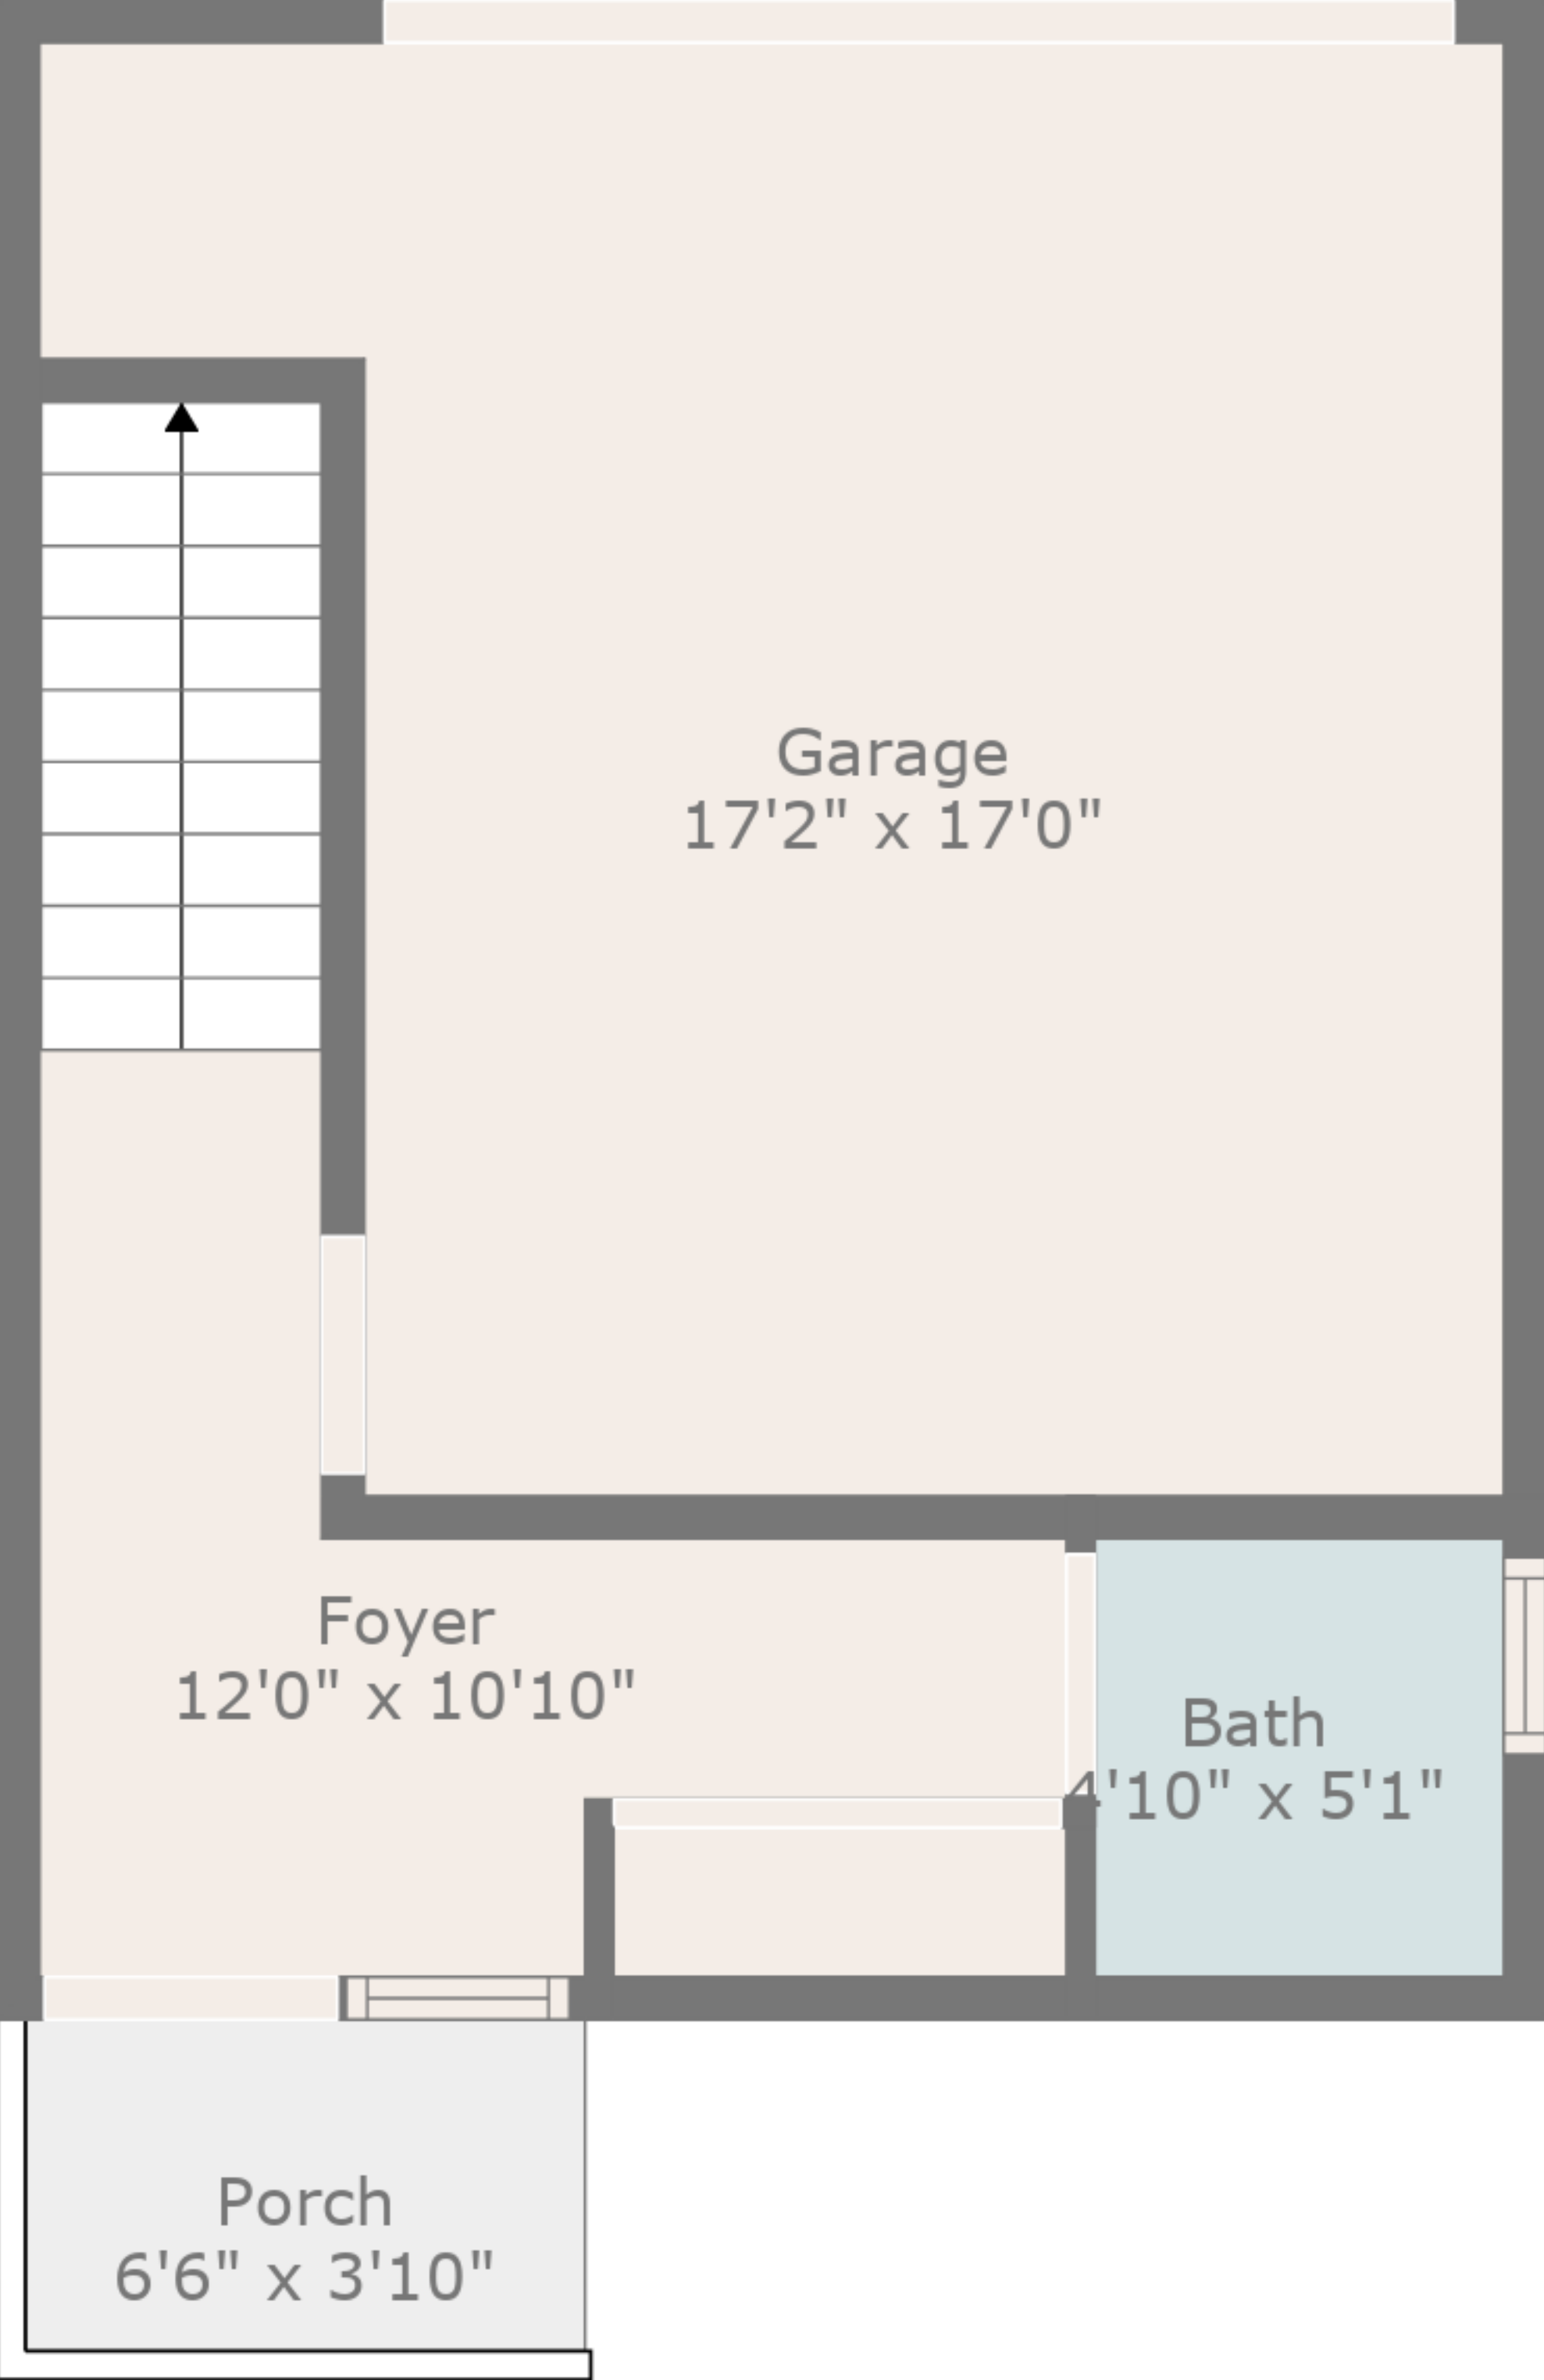 Garage
17'2" x 17'0"
Foyer
12'0" x 10'10"
Bath
4'10" x 5'1"
Porch
6'6" x 3'10"